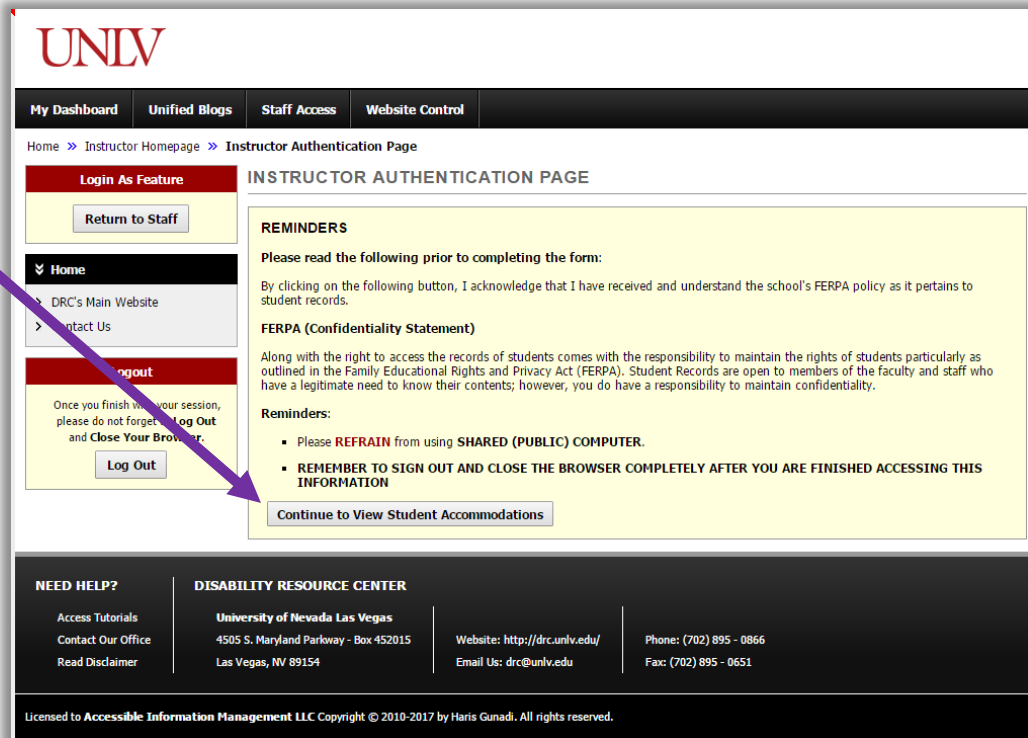 UNLV
My Dashboard Unified Blogs Staff Access Website Control
Home » Instructor Homepage » Instructor Authentication Page
Login As Feature
Return to Staff
Home
DRC's Main Website
Contact Us
Logout
Once you finish with your session,
please do not forget to Log Out
and Close Your Browser.
Log Out
INSTRUCTOR AUTHENTICATION PAGE
REMINDERS
Please read the following prior to completing the form:
By clicking on the following button, I acknowledge that I have received and understand the school's FERPA policy as it pertains to
student records.
FERPA (Confidentiality Statement)
Along with the right to access the records of students comes with the responsibility to maintain the rights of students particularly as
outlined in the Family Educational Rights and Privacy Act (FERPA). Student Records are open to members of the faculty and staff who
have a legitimate need to know their contents; however, you do have a responsibility to maintain confidentiality.
Reminders:
▪ Please REFRAIN from using SHARED (PUBLIC) COMPUTER.
▪ REMEMBER TO SIGN OUT AND CLOSE THE BROWSER COMPLETELY AFTER YOU ARE FINISHED ACCESSING THIS
INFORMATION
Continue to View Student Accommodations
NEED HELP?
Access Tutorials
Contact Our Office
Read Disclaimer
DISABILITY RESOURCE CENTER
University of Nevada Las Vegas
4505 S. Maryland Parkway - Box 452015
Las Vegas, NV 89154
Website: http://drc.unlv.edu/
Email Us: drc@unlv.edu
Phone: (702) 895 - 0866
Fax: (702) 895 - 0651
Licensed to Accessible Information Management LLC Copyright © 2010-2017 by Haris Gunadi. All rights reserved.